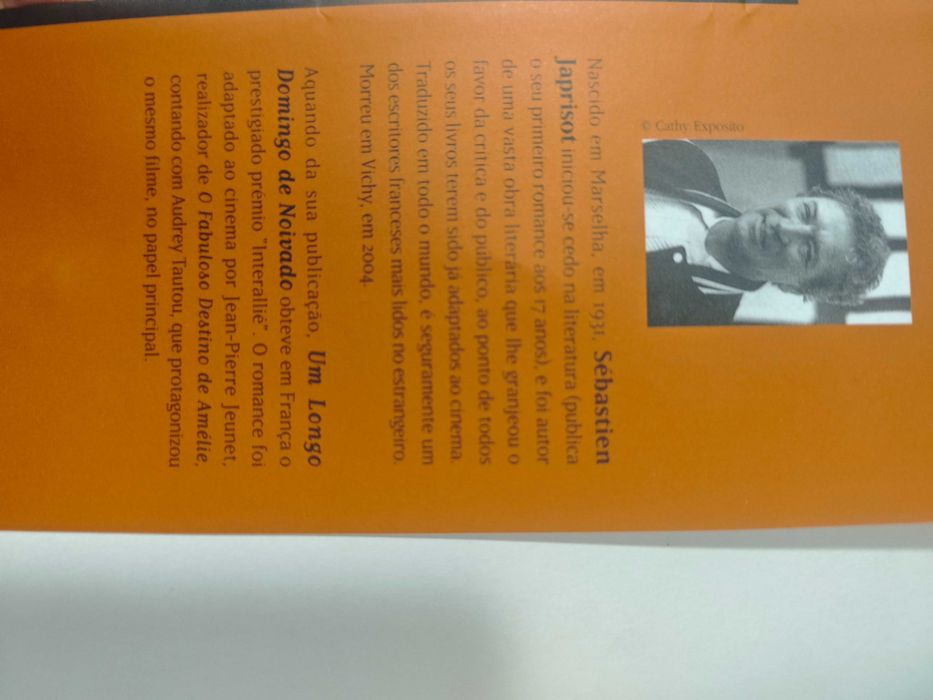 © Cathy Exposito
Nascido em Marselha, em 1931, Sébastien
Japrisot iniciou-se cedo na literatura (publica
o seu primeiro romance aos 17 anos), e foi autor
de uma vasta obra literária que lhe granjeou o
favor da crítica e do público, ao ponto de todos
os seus livros terem sido já adaptados ao cinema.
Traduzido em todo o mundo, é seguramente um
dos escritores franceses mais lidos no estrangeiro.
Morreu em Vichy, em 2004.
Aquando da sua publicação, Um Longo
Domingo de Noivado obteve em França o
prestigiado prémio "Interallié". O romance foi
adaptado ao cinema por Jean-Pierre Jeunet,
realizador de O Fabuloso Destino de Amélie,
contando com Audrey Tautou, que protagonizou
o mesmo filme, no papel principal.